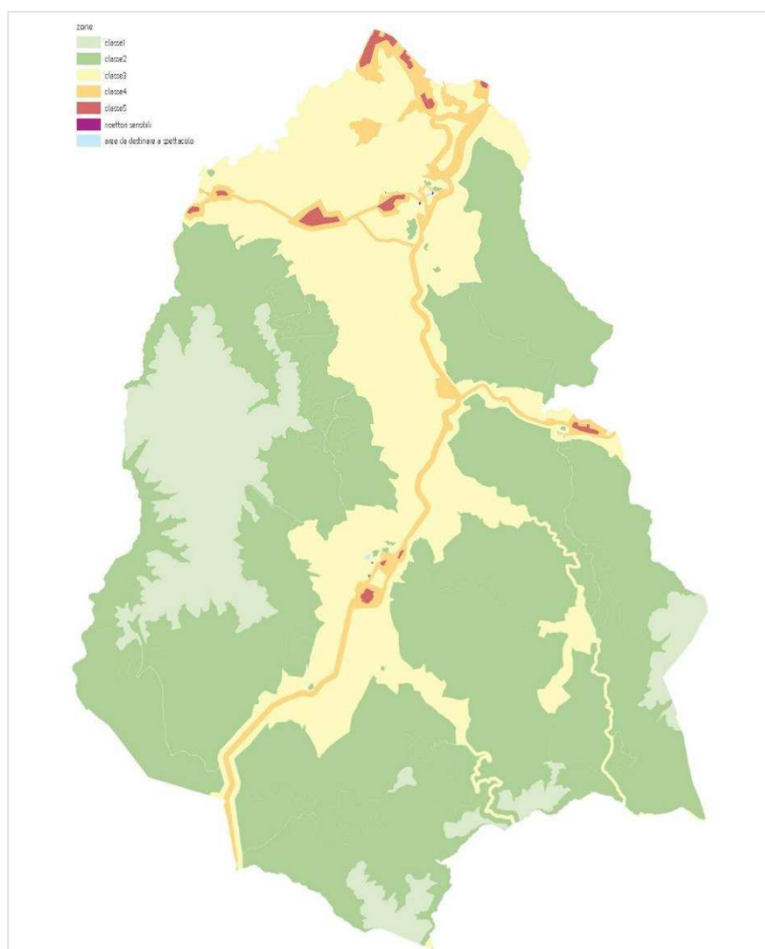 zone
classe1
classe2
classe3
classe4
classe5
ricettori sensibili
aree da destinare a spettacolo